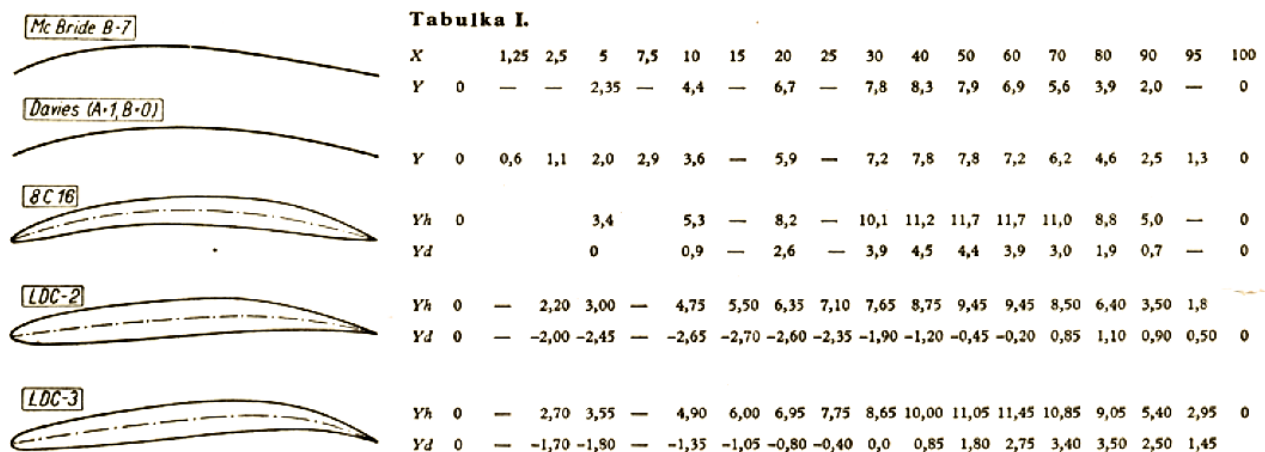 Mc Bride B-7
Tabulka I.
X 1,25 2,5 5 7,5 10 15 20 25 30 40 50 60 70 80 90 95 100
Y 0 — — 2,35 — 4,4 — 6,7 — 7,8 8,3 7,9 6,9 5,6 3,9 2,0 — 0
Davies (A-1, B-0)
Y 0 0,6 1,1 2,0 2,9 3,6 — 5,9 — 7,2 7,8 7,8 7,2 6,2 4,6 2,5 1,3 0
8C16
Yh 0 3,4 5,3 — 8,2 — 10,1 11,2 11,7 11,7 11,0 8,8 5,0 — 0
Yd 0 0,9 — 2,6 — 3,9 4,5 4,4 3,9 3,0 1,9 0,7 — 0
LDC-2
Yh 0 — 2,20 3,00 — 4,75 5,50 6,35 7,10 7,65 8,75 9,45 9,45 8,50 6,40 3,50 1,8
Yd 0 — -2,00 -2,45 — -2,65 -2,70 -2,60 -2,35 -1,90 -1,20 -0,45 -0,20 0,85 1,10 0,90 0,50 0
LDC-3
Yh 0 — 2,70 3,55 — 4,90 6,00 6,95 7,75 8,65 10,00 11,05 11,45 10,85 9,05 5,40 2,95 0
Yd 0 — -1,70 -1,80 — -1,35 -1,05 -0,80 -0,40 0,0 0,85 1,80 2,75 3,40 3,50 2,50 1,45